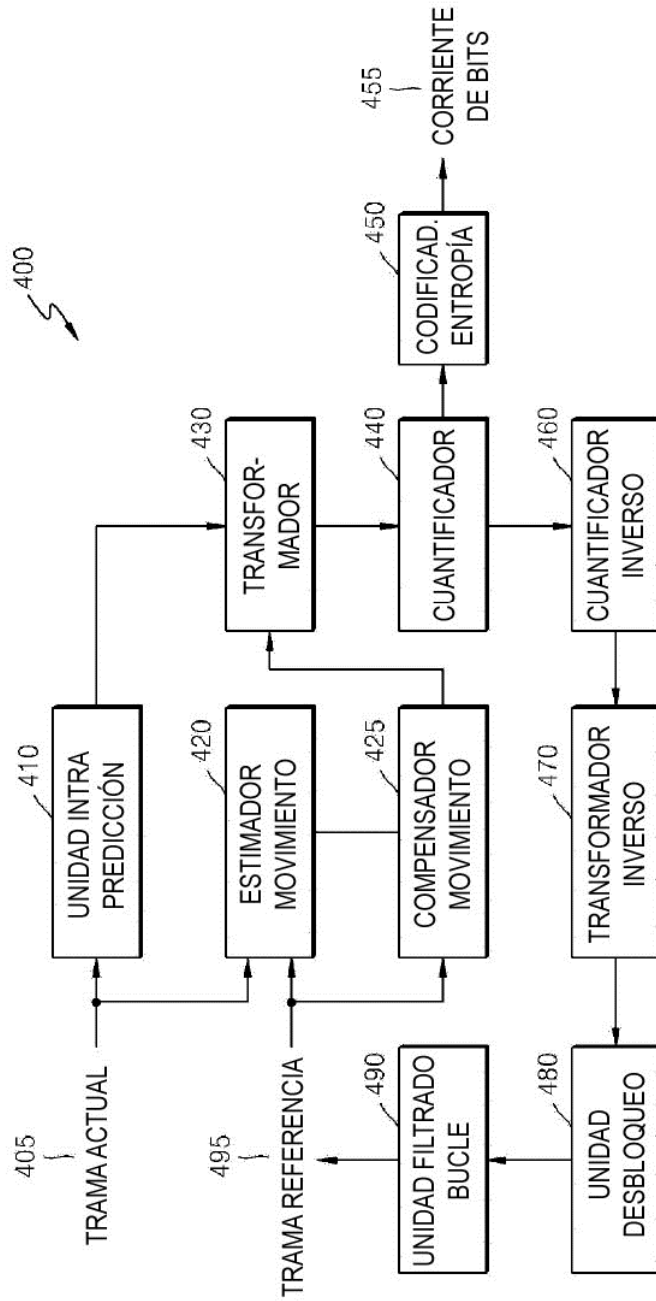 400
405
TRAMA ACTUAL
410
UNIDAD INTRA
PREDICCIÓN
495
TRAMA REFERENCIA
420
ESTIMADOR
MOVIMIENTO
425
COMPENSADOR
MOVIMIENTO
430
TRANSFOR-
MADOR
440
CUANTIFICADOR
450
CODIFICAD.
ENTROPÍA
455
CORRIENTE
DE BITS
490
UNIDAD FILTRADO
BUCLE
480
UNIDAD
DESBLOQUEO
470
TRANSFORMADOR
INVERSO
460
CUANTIFICADOR
INVERSO